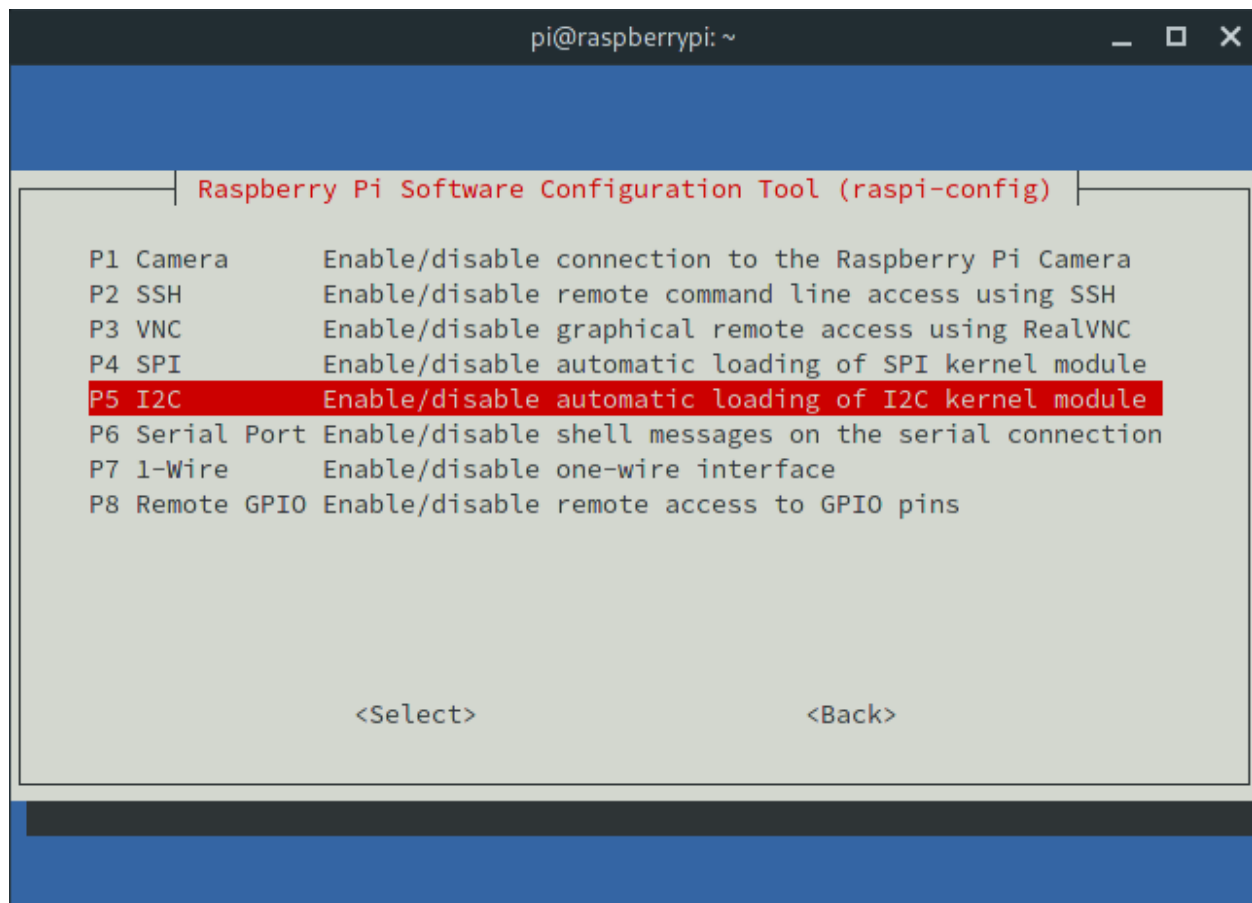 pi@raspberrypi: ~
Raspberry Pi Software Configuration Tool (raspi-config)
P1 Camera Enable/disable connection to the Raspberry Pi Camera
P2 SSH Enable/disable remote command line access using SSH
P3 VNC Enable/disable graphical remote access using RealVNC
P4 SPI Enable/disable automatic loading of SPI kernel module
P5 I2C Enable/disable automatic loading of I2C kernel module
P6 Serial Port Enable/disable shell messages on the serial connection
P7 1-Wire Enable/disable one-wire interface
P8 Remote GPIO Enable/disable remote access to GPIO pins
<Select> <Back>